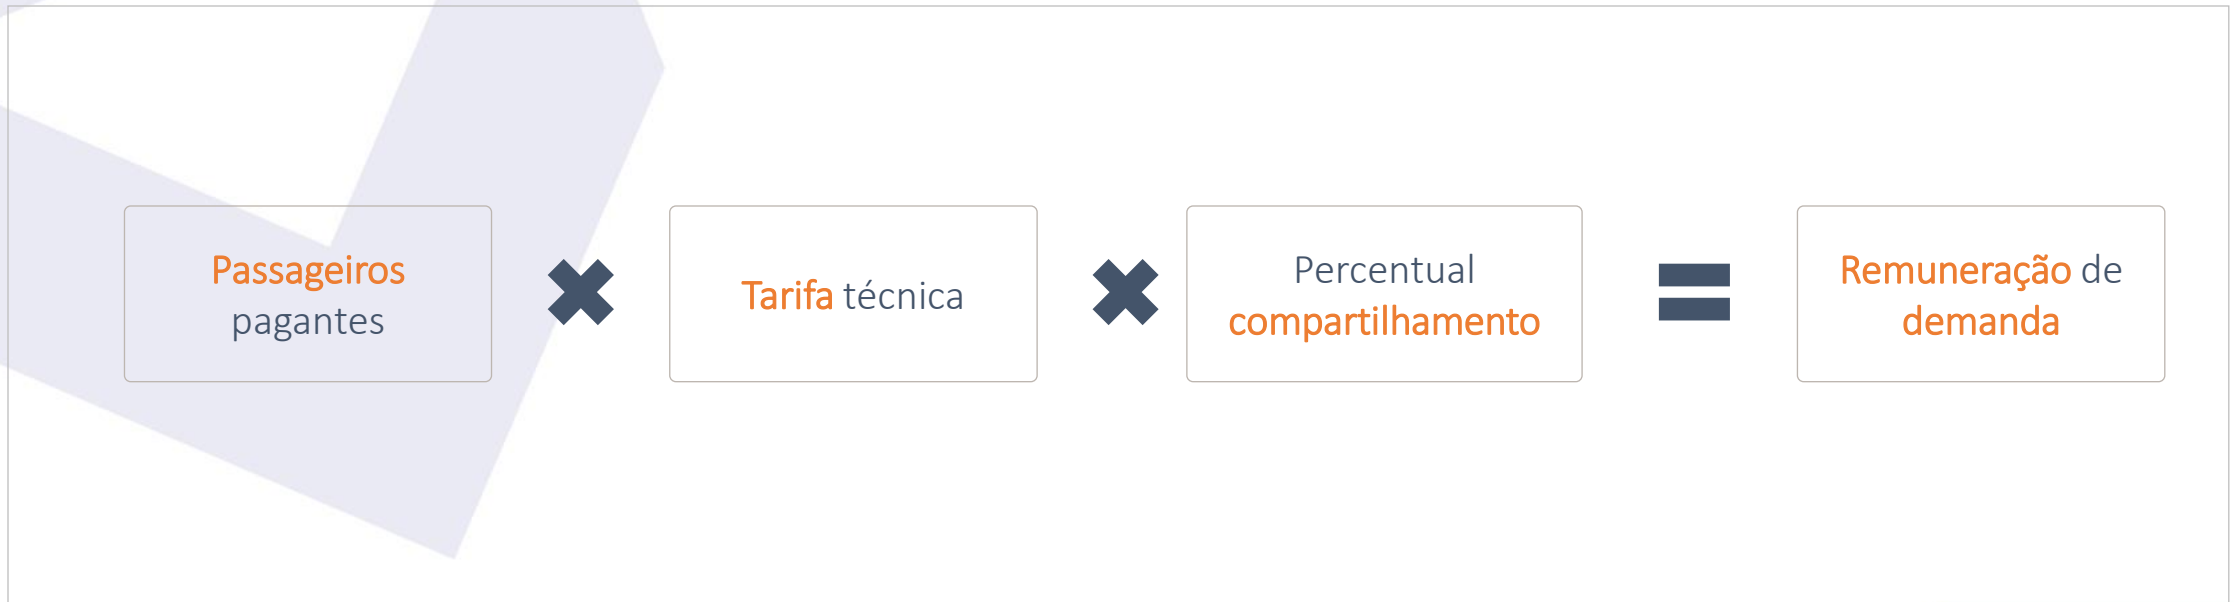 Passageiros
pagantes
Tarifa técnica
Percentual
compartilhamento
Remuneração de
demanda